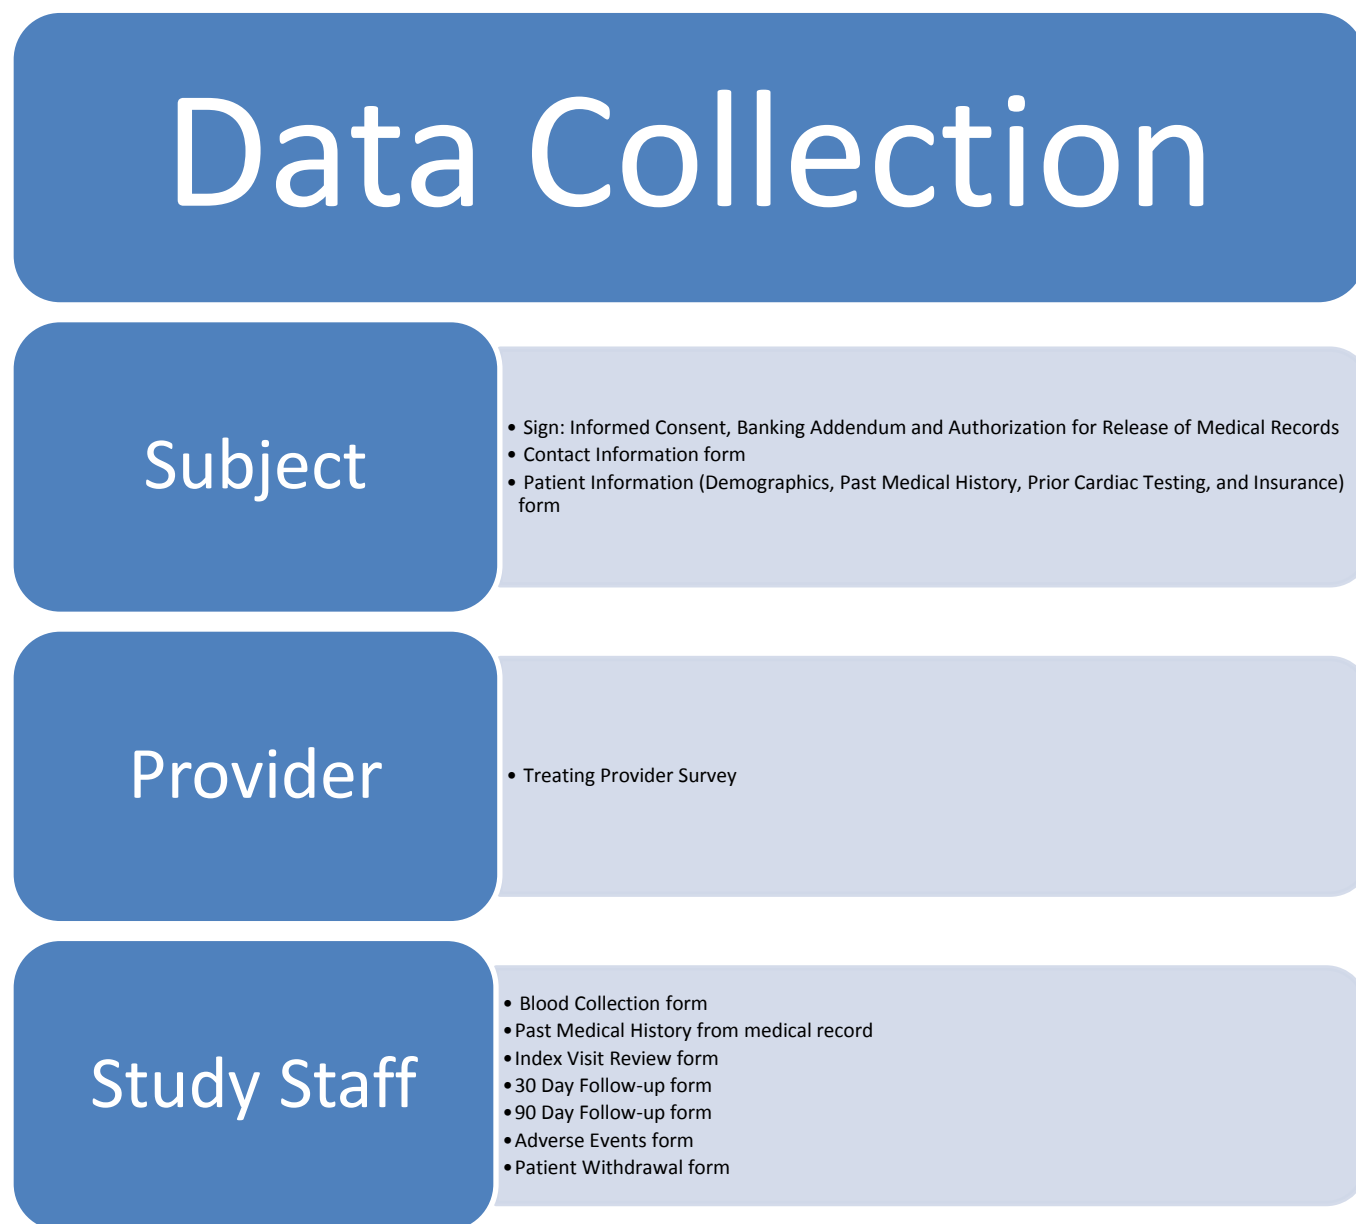 Data Collection
Subject
• Sign: Informed Consent, Banking Addendum and Authorization for Release of Medical Records
• Contact Information form
• Patient Information (Demographics, Past Medical History, Prior Cardiac Testing, and Insurance)
form
Provider
• Treating Provider Survey
Study Staff
• Blood Collection form
•Past Medical History from medical record
•Index Visit Review form
•30 Day Follow-up form
•90 Day Follow-up form
•Adverse Events form
•Patient Withdrawal form